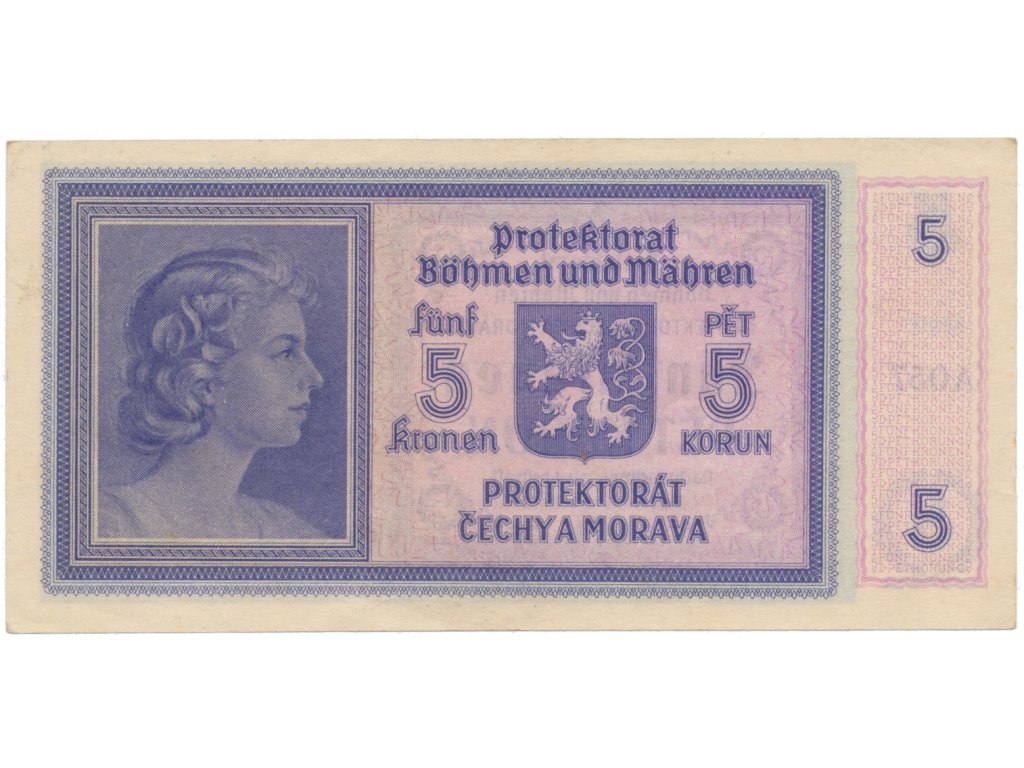 Protektorat
Böhmen und Mähren
fünf
PĚT
5
5
kronen
KORUN
PROTEKTORÁT
ČECHY A MORAVA
5
5